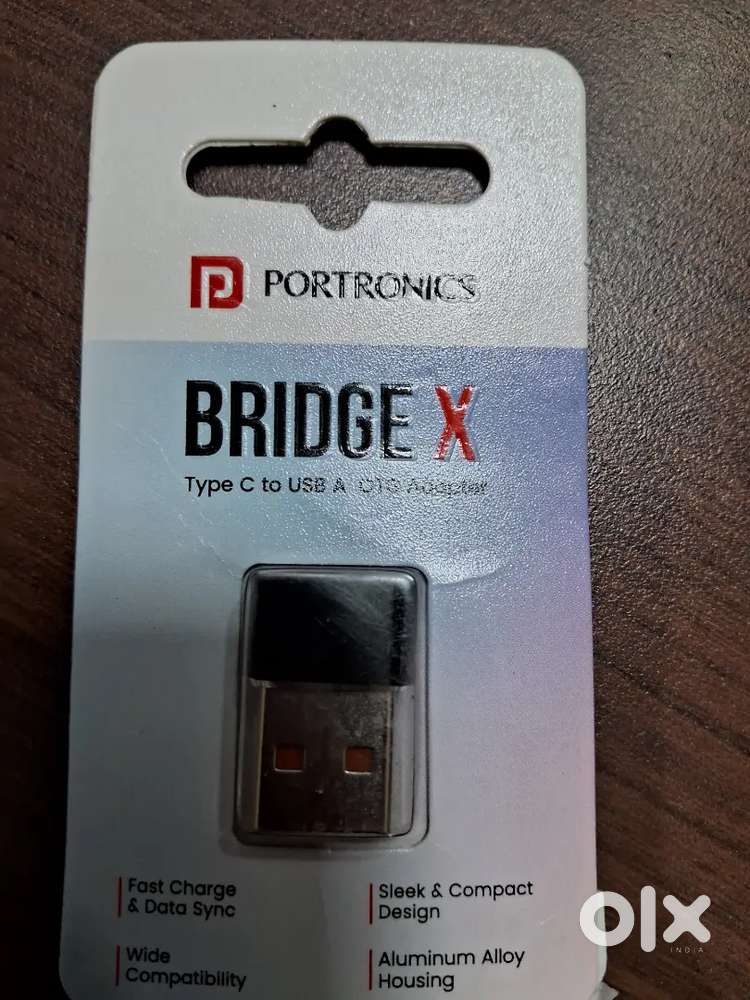 PORTRONICS
BRIDGE X
Type C to USB A OTG Adapter
Fast Charge
& Data Sync
Sleek & Compact
Design
Wide
Compatibility
Aluminum Alloy
Housing
olx
INDIA